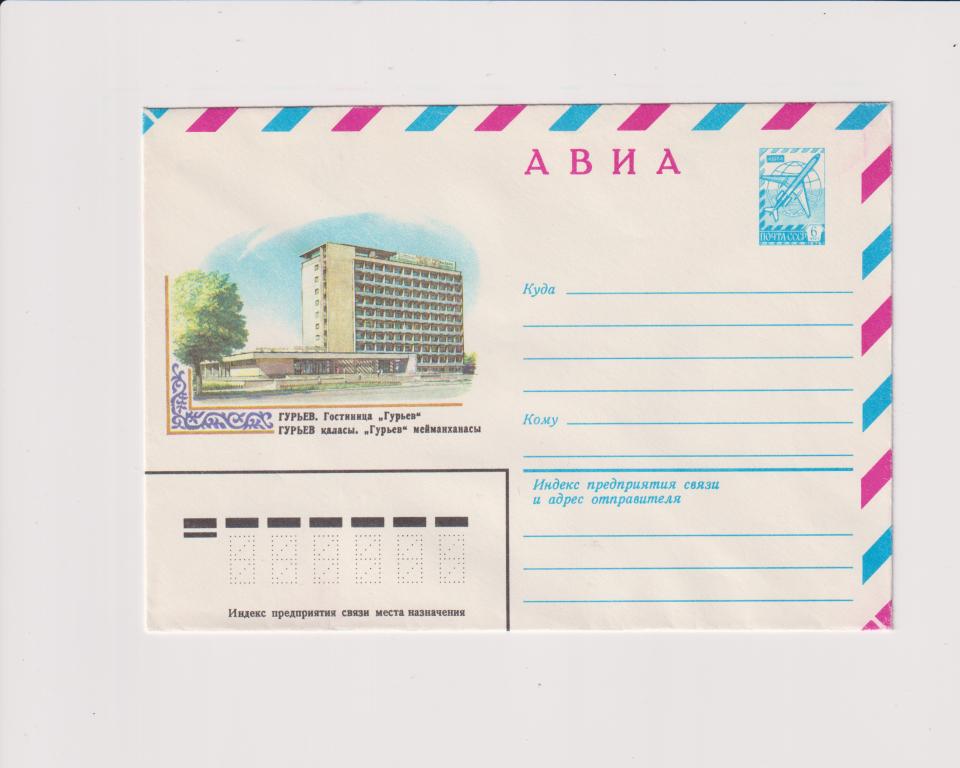 АВИА
АВИА
ПОЧТА СССР 6
Куда
ГУРЬЕВ. Гостиница „Гурьев“
ГУРЬЕВ қаласы. „Гурьев“ мейманханасы
Кому
Индекс предприятия связи
и адрес отправителя
Индекс предприятия связи места назначения